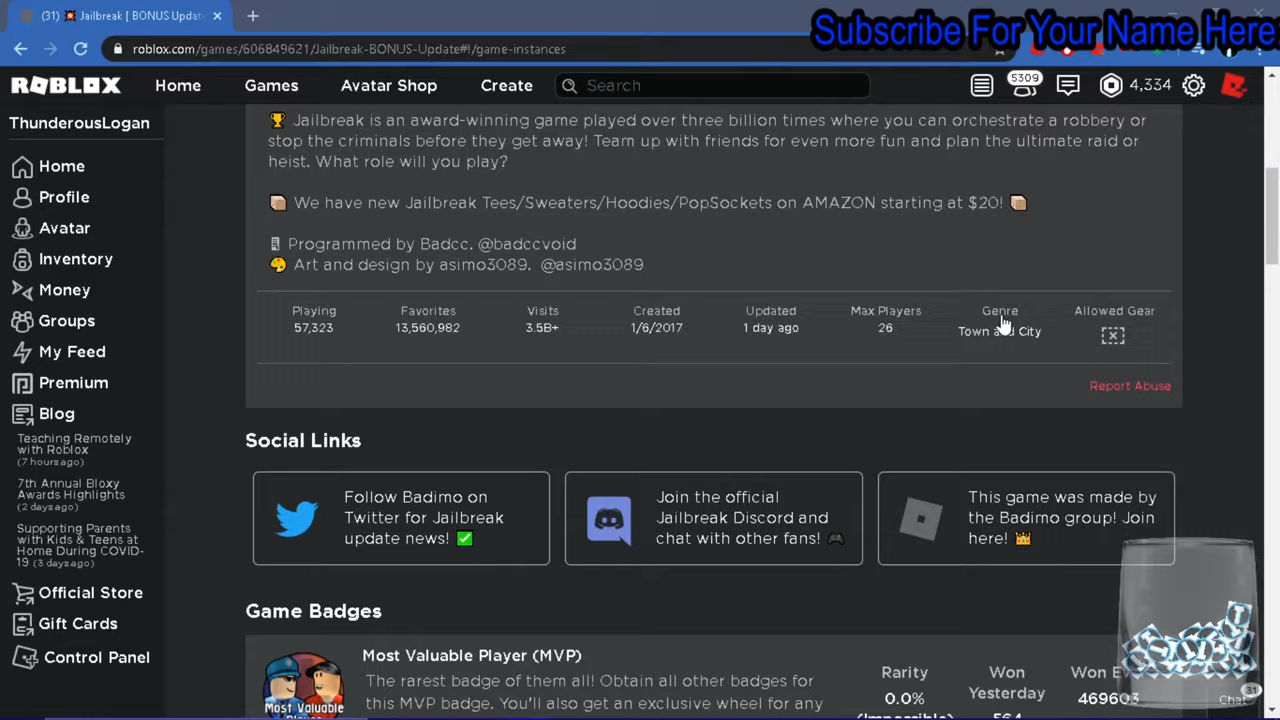 (31) 💥 Jailbreak [ BONUS Updat
Subscribe For Your Name Here
roblox.com/games/606849621/Jailbreak-BONUS-Update#!/game-instances
ROBLOX
Home
Games
Avatar Shop
Create
Search
5309
4,334
ThunderousLogan
Home
Profile
Avatar
Inventory
Money
Groups
My Feed
Premium
Blog
Teaching Remotely
with Roblox
(7 hours ago)
7th Annual Bloxy
Awards Highlights
(2 days ago)
Supporting Parents
with Kids & Teens at
Home During COVID-
19 (3 days ago)
Official Store
Gift Cards
Control Panel
🏆 Jailbreak is an award-winning game played over three billion times where you can orchestrate a robbery or
stop the criminals before they get away! Team up with friends for even more fun and plan the ultimate raid or
heist. What role will you play?
📦 We have new Jailbreak Tees/Sweaters/Hoodies/PopSockets on AMAZON starting at $20! 📦
Programmed by Badcc. @badccvoid
🎨 Art and design by asimo3089. @asimo3089
Playing Favorites Visits Created Updated Max Players Genre Allowed Gear
57,323 13,560,982 3.5B+ 1/6/2017 1 day ago 26 Town and City
Report Abuse
Social Links
Follow Badimo on
Twitter for Jailbreak
update news! ✅
Join the official
Jailbreak Discord and
chat with other fans! 🎮
This game was made by
the Badimo group! Join
here! 👑
Game Badges
Most Valuable
Most Valuable Player (MVP)
The rarest badge of them all! Obtain all other badges for
this MVP badge. You'll also get an exclusive wheel for any
Rarity
0.0%
(Impossible)
Won
Yesterday
564
Won Ev
469603
Chat
31